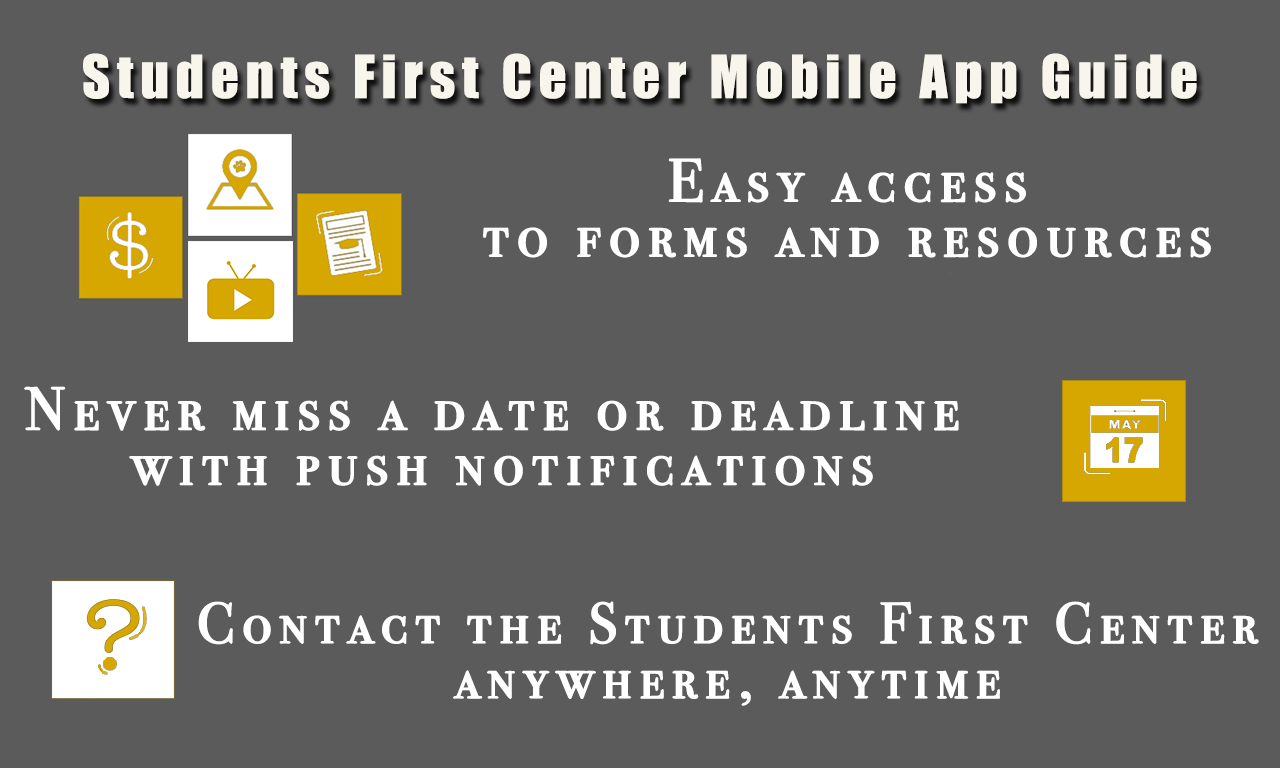 Students First Center Mobile App Guide
$
Easy access
to forms and resources
Never miss a date or deadline
with push notifications
MAY
17
?
Contact the Students First Center
anywhere, anytime